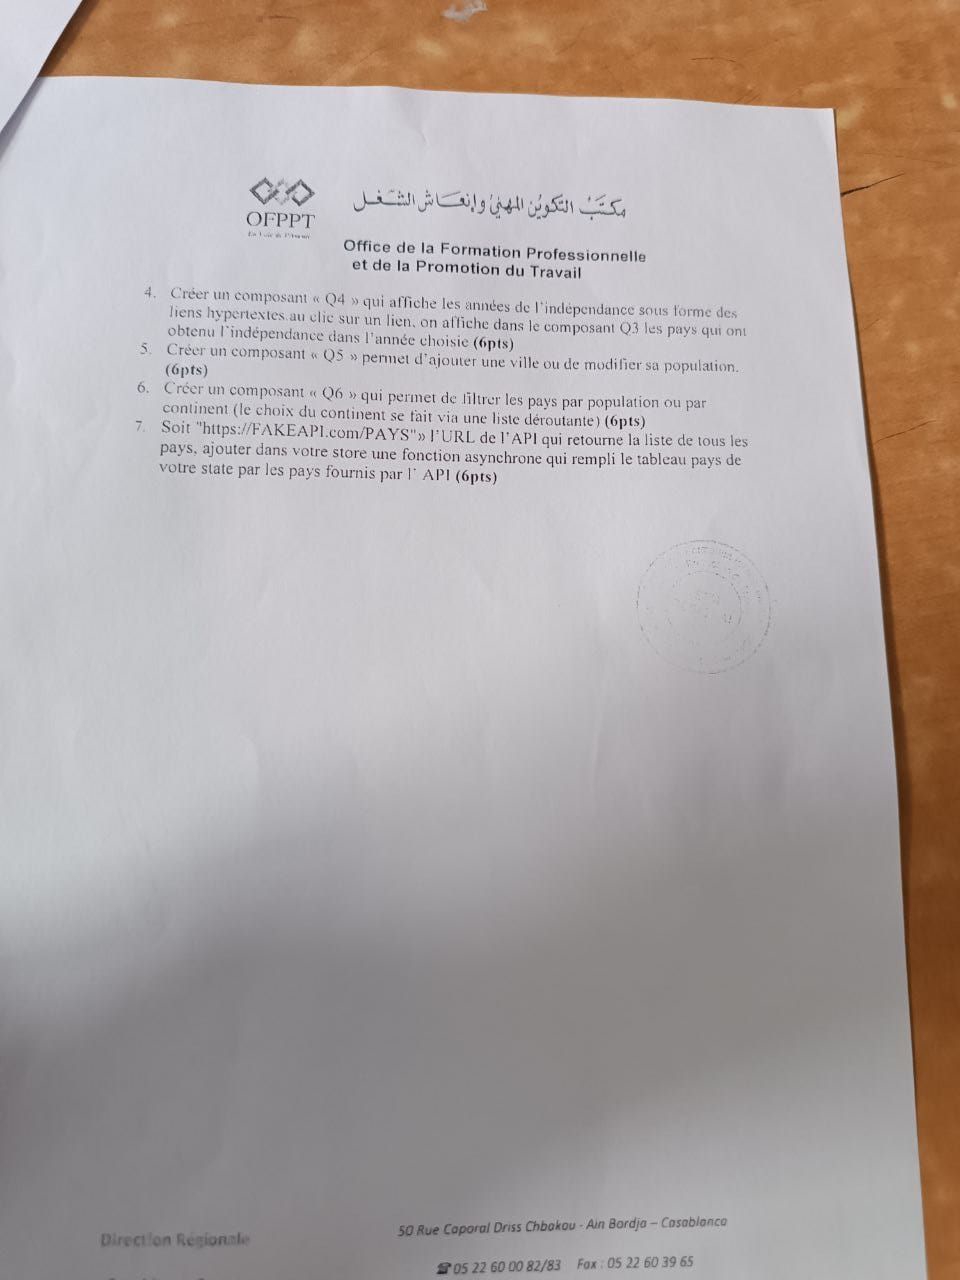 OFPPT
مكتب التكوين المهني وإنعاش الشغل
Office de la Formation Professionnelle
et de la Promotion du Travail
4. Créer un composant « Q4 » qui affiche les années de l'indépendance sous forme des
liens hypertextes.au clic sur un lien, on affiche dans le composant Q3 les pays qui ont
obtenu l'indépendance dans l'année choisie (6pts)
5. Créer un composant « Q5 » permet d'ajouter une ville ou de modifier sa population.
(6pts)
6. Créer un composant « Q6 » qui permet de filtrer les pays par population ou par
continent (le choix du continent se fait via une liste déroutante) (6pts)
7. Soit "https://FAKEAPI.com/PAYS"» l'URL de l'API qui retourne la liste de tous les
pays, ajouter dans votre store une fonction asynchrone qui rempli le tableau pays de
votre state par les pays fournis par l' API (6pts)
Direction Régionale
50 Rue Caporal Driss Chbakou - Ain Bordja – Casablanca
☎ 05 22 60 00 82/83 Fax : 05 22 60 39 65